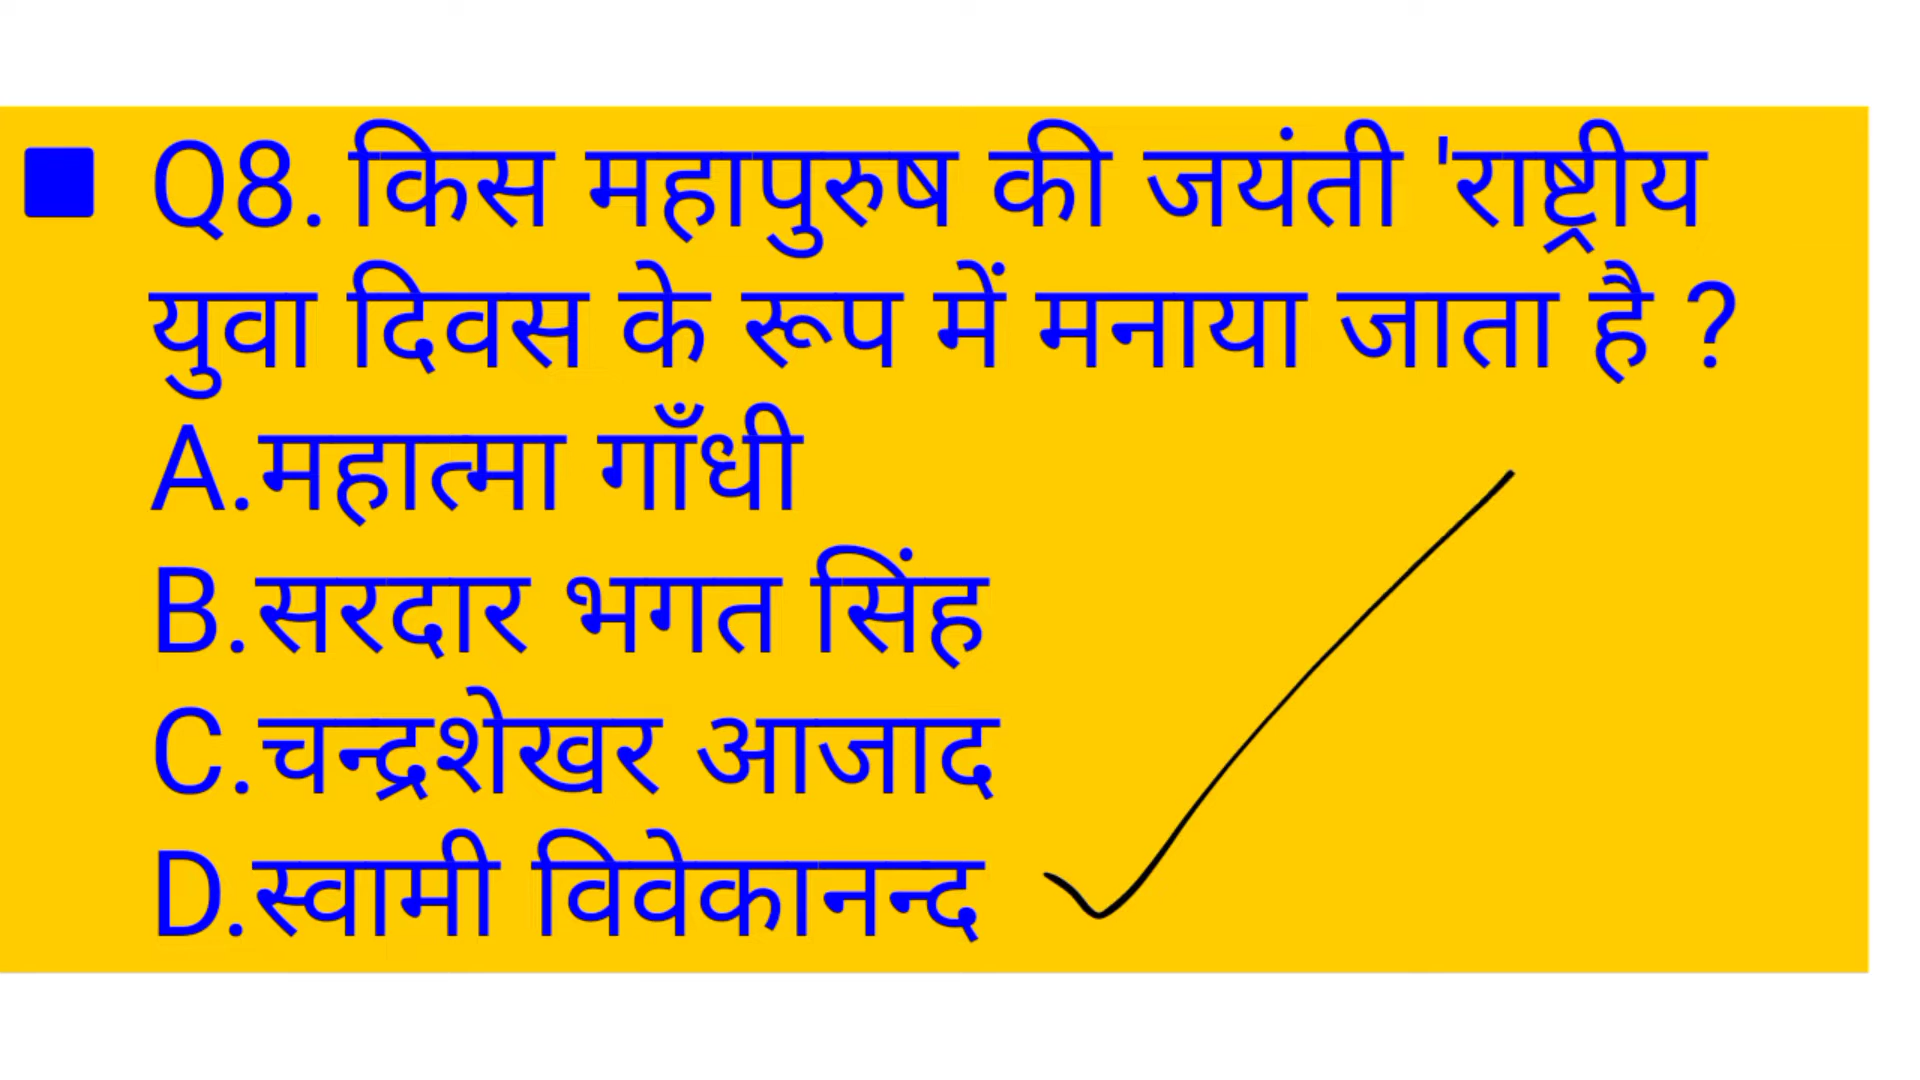 Q8. किस महापुरुष की जयंती 'राष्ट्रीय
युवा दिवस के रूप में मनाया जाता है ?
A.महात्मा गाँधी
B.सरदार भगत सिंह
C.चन्द्रशेखर आजाद
D.स्वामी विवेकानन्द